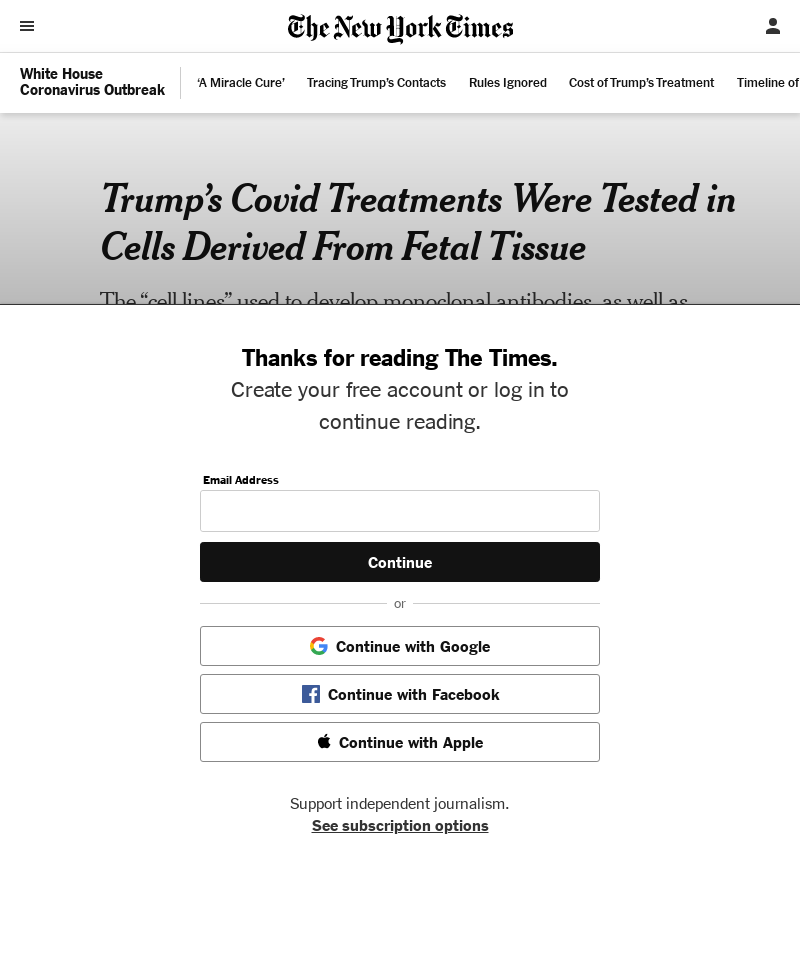 The New York Times
White House
Coronavirus Outbreak
‘A Miracle Cure’
Tracing Trump’s Contacts
Rules Ignored
Cost of Trump’s Treatment
Timeline of
Trump’s Covid Treatments Were Tested in
Cells Derived From Fetal Tissue
The “cell lines” used to develop monoclonal antibodies, as well as
Thanks for reading The Times.
Create your free account or log in to
continue reading.
Email Address
Continue
or
Continue with Google
Continue with Facebook
Continue with Apple
Support independent journalism.
See subscription options